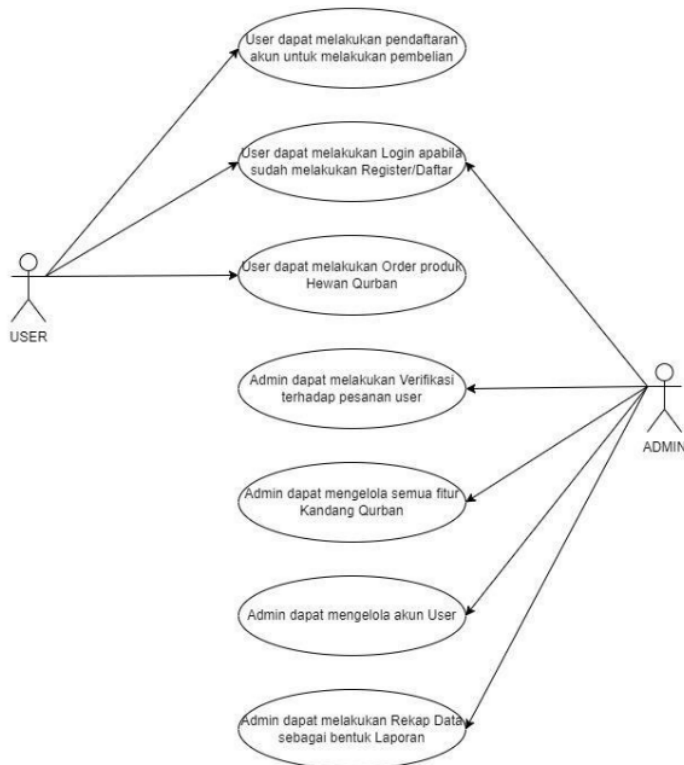 User dapat melakukan pendaftaran
akun untuk melakukan pembelian
User dapat melakukan Login apabila
sudah melakukan Register/Daftar
User dapat melakukan Order produk
Hewan Qurban
USER
Admin dapat melakukan Verifikasi
terhadap pesanan user
ADMIN
Admin dapat mengelola semua fitur
Kandang Qurban
Admin dapat mengelola akun User
Admin dapat melakukan Rekap Data
sebagai bentuk Laporan